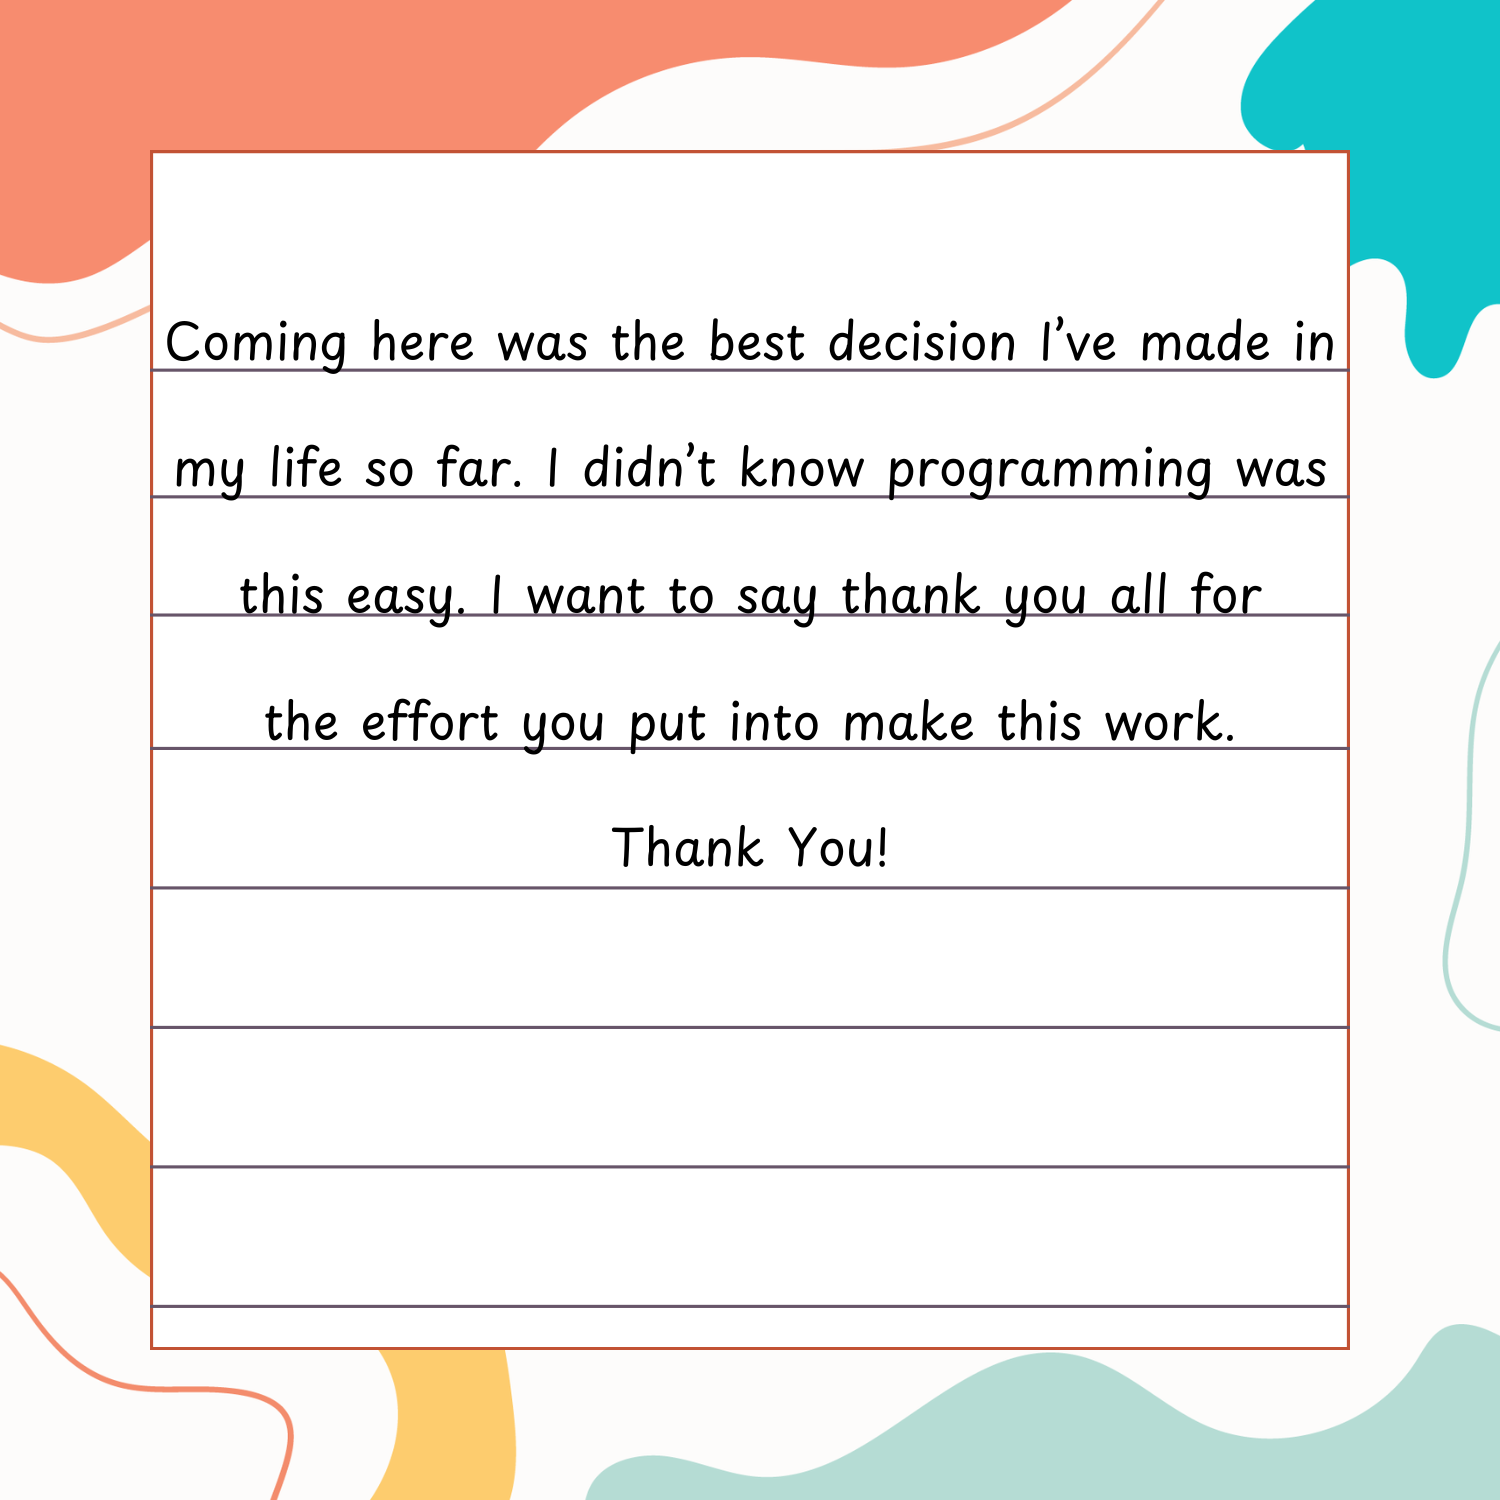 Coming here was the best decision I’ve made in
my life so far. I didn’t know programming was
this easy. I want to say thank you all for
the effort you put into make this work.
Thank You!